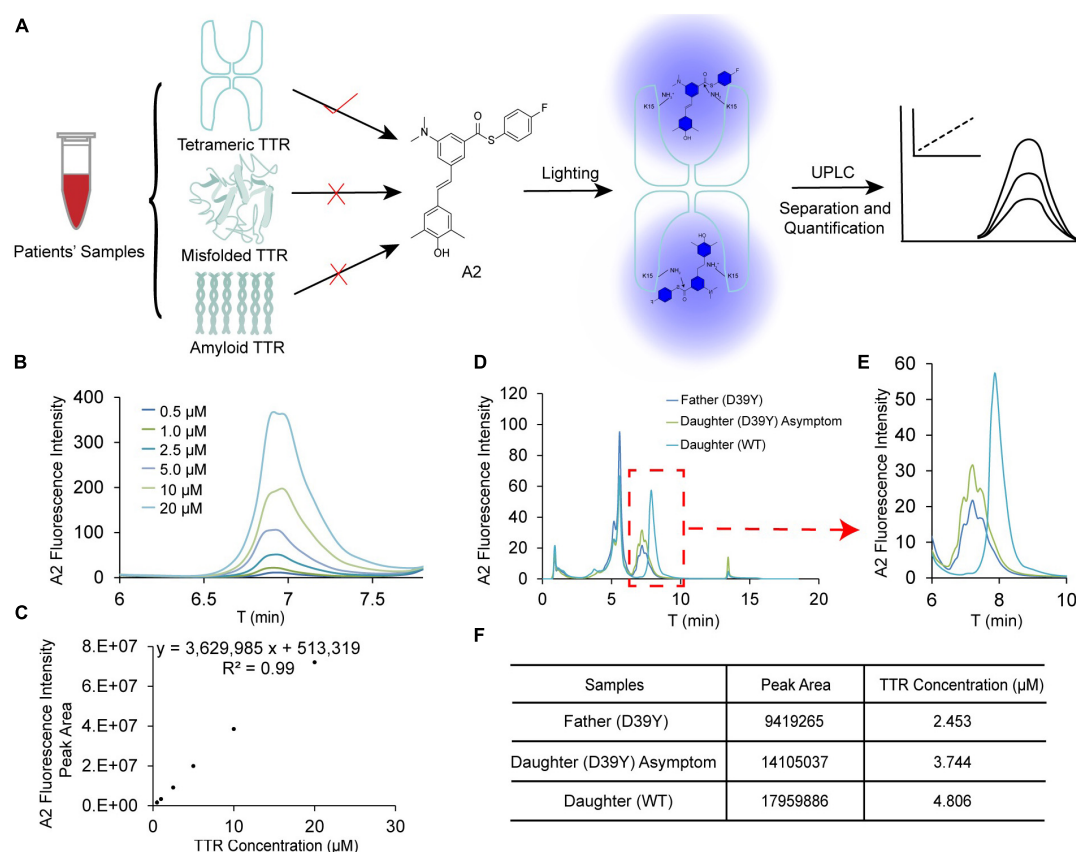 A
Tetrameric TTR
Patients' Samples
Misfolded TTR
Amyloid TTR
N
O
S
F
OH
A2
Lighting
K15
NH
K15
OH
HO
K15
NH
K15
UPLC
Separation and
Quantification
B
A2 Fluorescence Intensity
400
300
200
100
0
0.5 µM
1.0 µM
2.5 µM
5.0 µM
10 µM
20 µM
6
6.5
7
7.5
T (min)
C
A2 Fluorescence Intensity
Peak Area
8.E+07
6.E+07
4.E+07
2.E+07
0.E+00
y = 3,629,985 x + 513,319
R² = 0.99
0
10
20
30
TTR Concentration (µM)
D
A2 Fluorescence Intensity
120
100
80
60
40
20
0
Father (D39Y)
Daughter (D39Y) Asymptom
Daughter (WT)
0
5
10
15
20
T (min)
E
A2 Fluorescence Intensity
60
50
40
30
20
10
0
6
8
10
T (min)
F
Samples Peak Area TTR Concentration (µM)
Father (D39Y) 9419265 2.453
Daughter (D39Y) Asymptom 14105037 3.744
Daughter (WT) 17959886 4.806